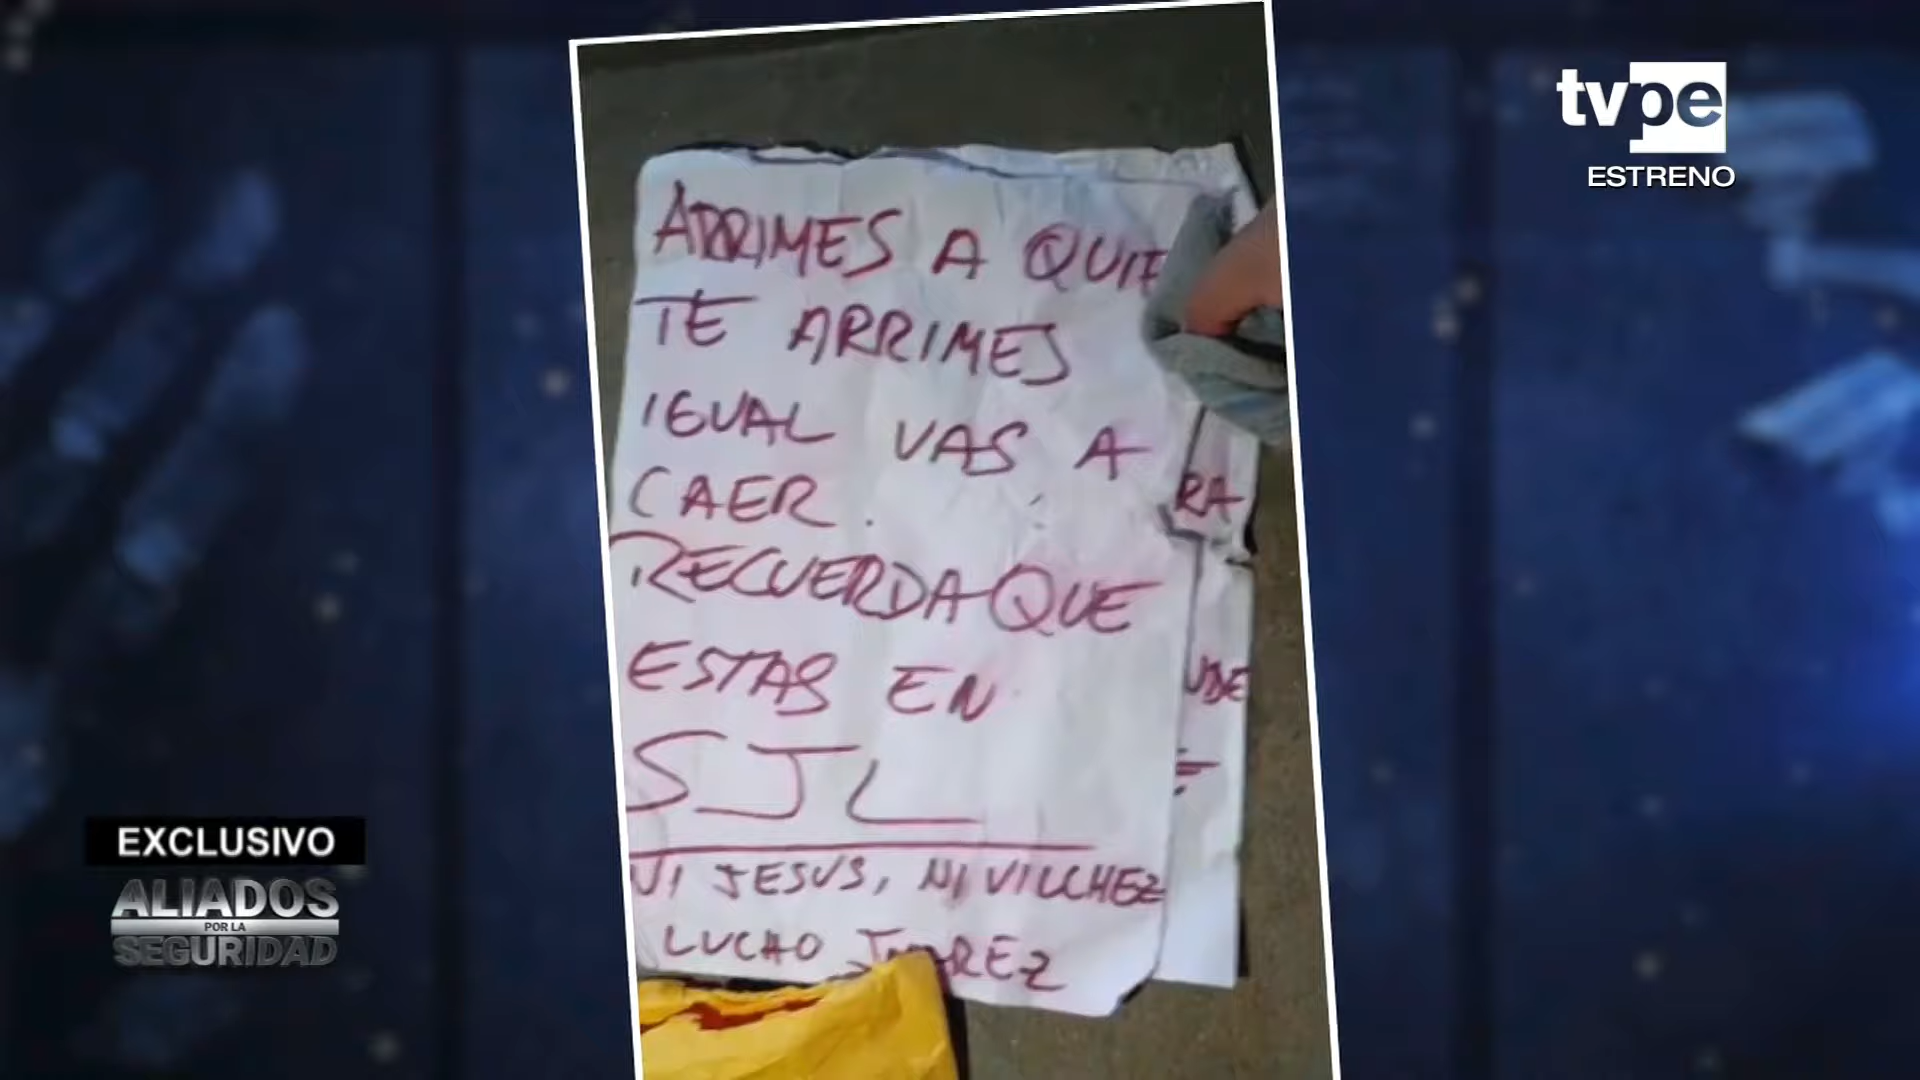 tvpe
ESTRENO
ARRIMES A QUIE
TE ARRIMES
IGUAL VAS A
CAER.
RECUERDA QUE
ESTAS EN
SJL
NI JESUS, NI VILCHEZ
LUCHO
RA
EXCLUSIVO
ALIADOS
POR LA
SEGURIDAD